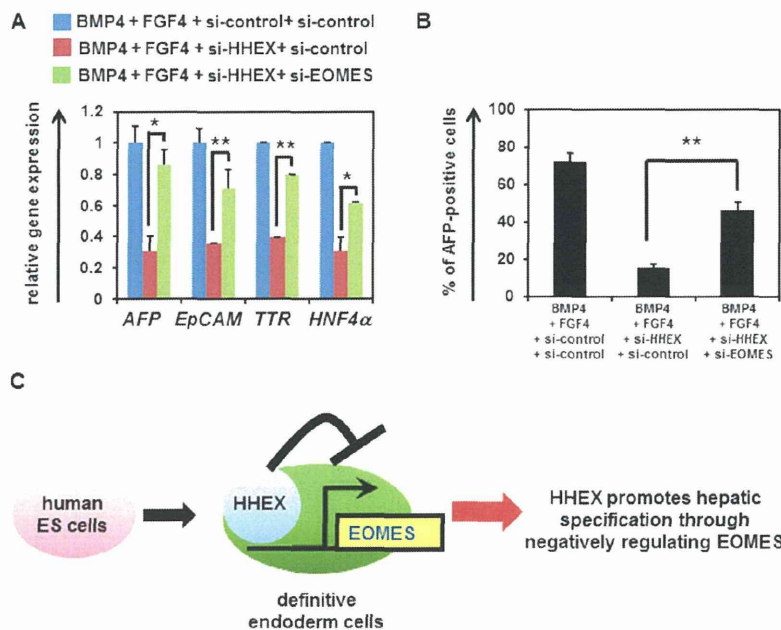 A
BMP4 + FGF4 + si-control+ si-control
BMP4 + FGF4 + si-HHEX+ si-control
BMP4 + FGF4 + si-HHEX+ si-EOMES
relative gene expression
1.2
1
0.8
0.6
0.4
0.2
0
*
**
**
*
AFP EpCAM TTR HNF4α
B
% of AFP-positive cells
100
80
60
40
20
0
**
BMP4 BMP4 BMP4
+ FGF4 + FGF4 + FGF4
+ si-control + si-HHEX + si-HHEX
+ si-control + si-control + si-EOMES
C
human
ES cells
HHEX
EOMES
definitive
endoderm cells
HHEX promotes hepatic
specification through
negatively regulating EOMES